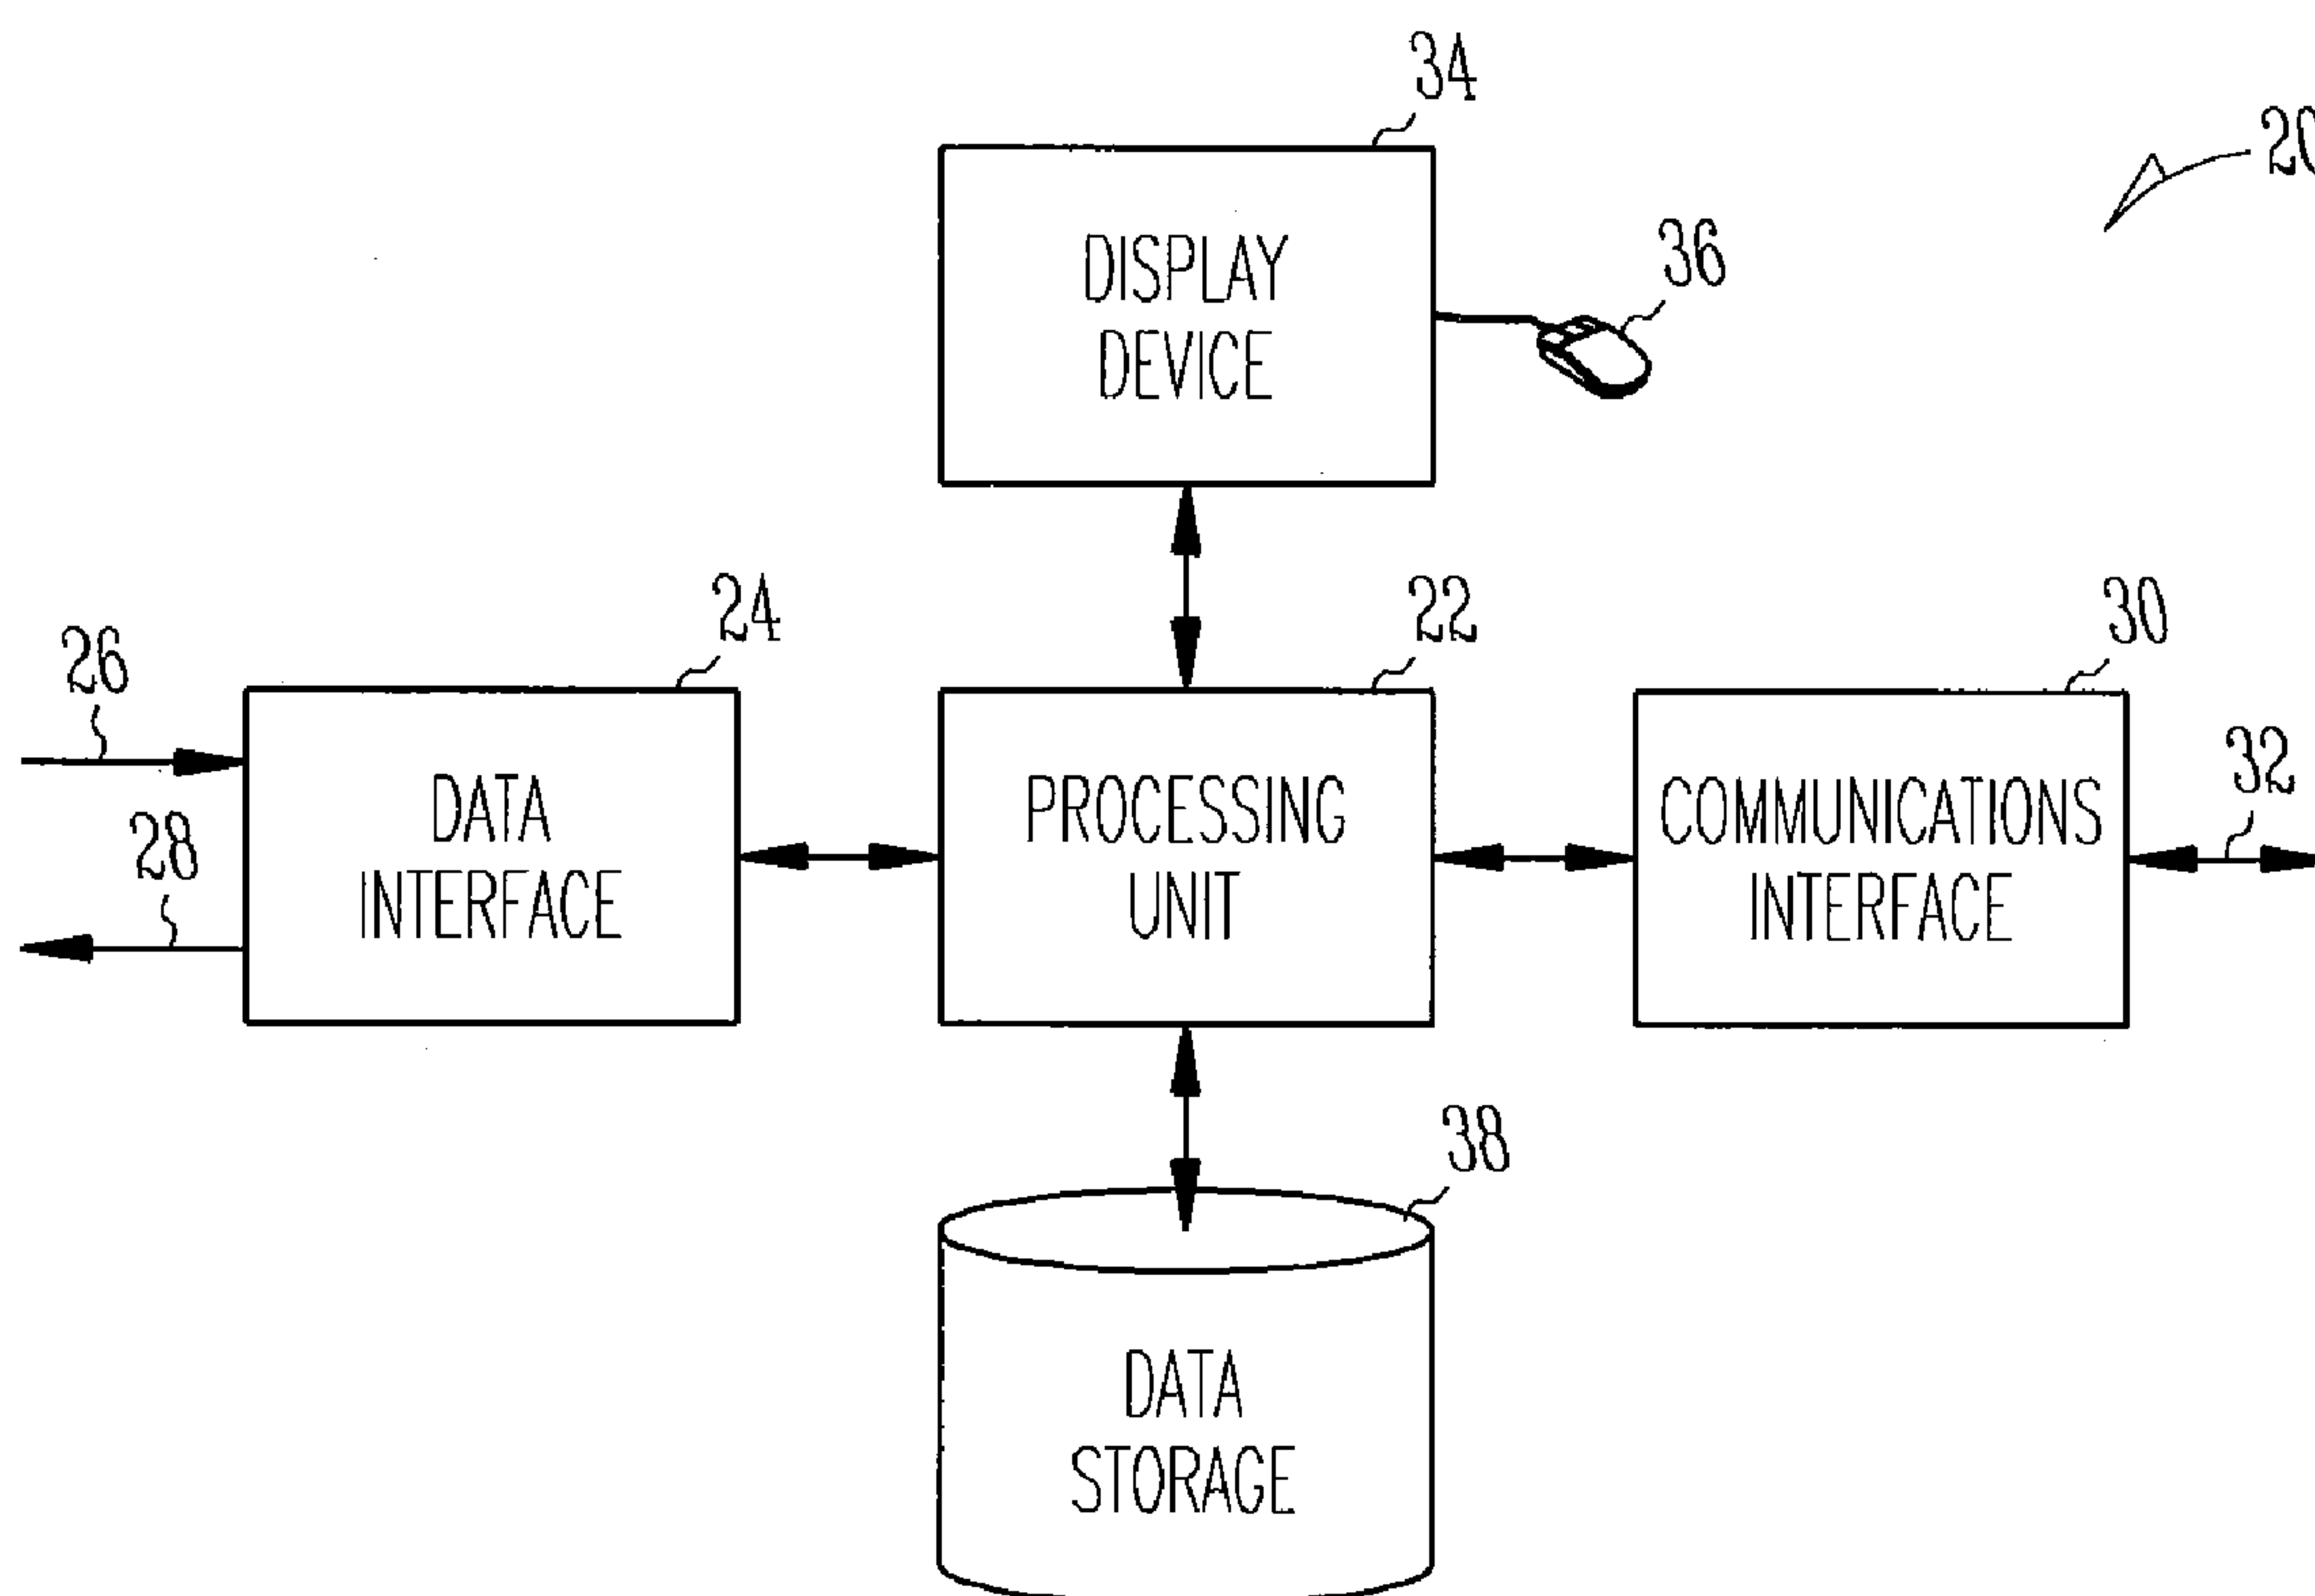 34
20
DISPLAY
DEVICE
36
24
22
30
26
DATA
INTERFACE
28
PROCESSING
UNIT
COMMUNICATIONS
INTERFACE
32
38
DATA
STORAGE